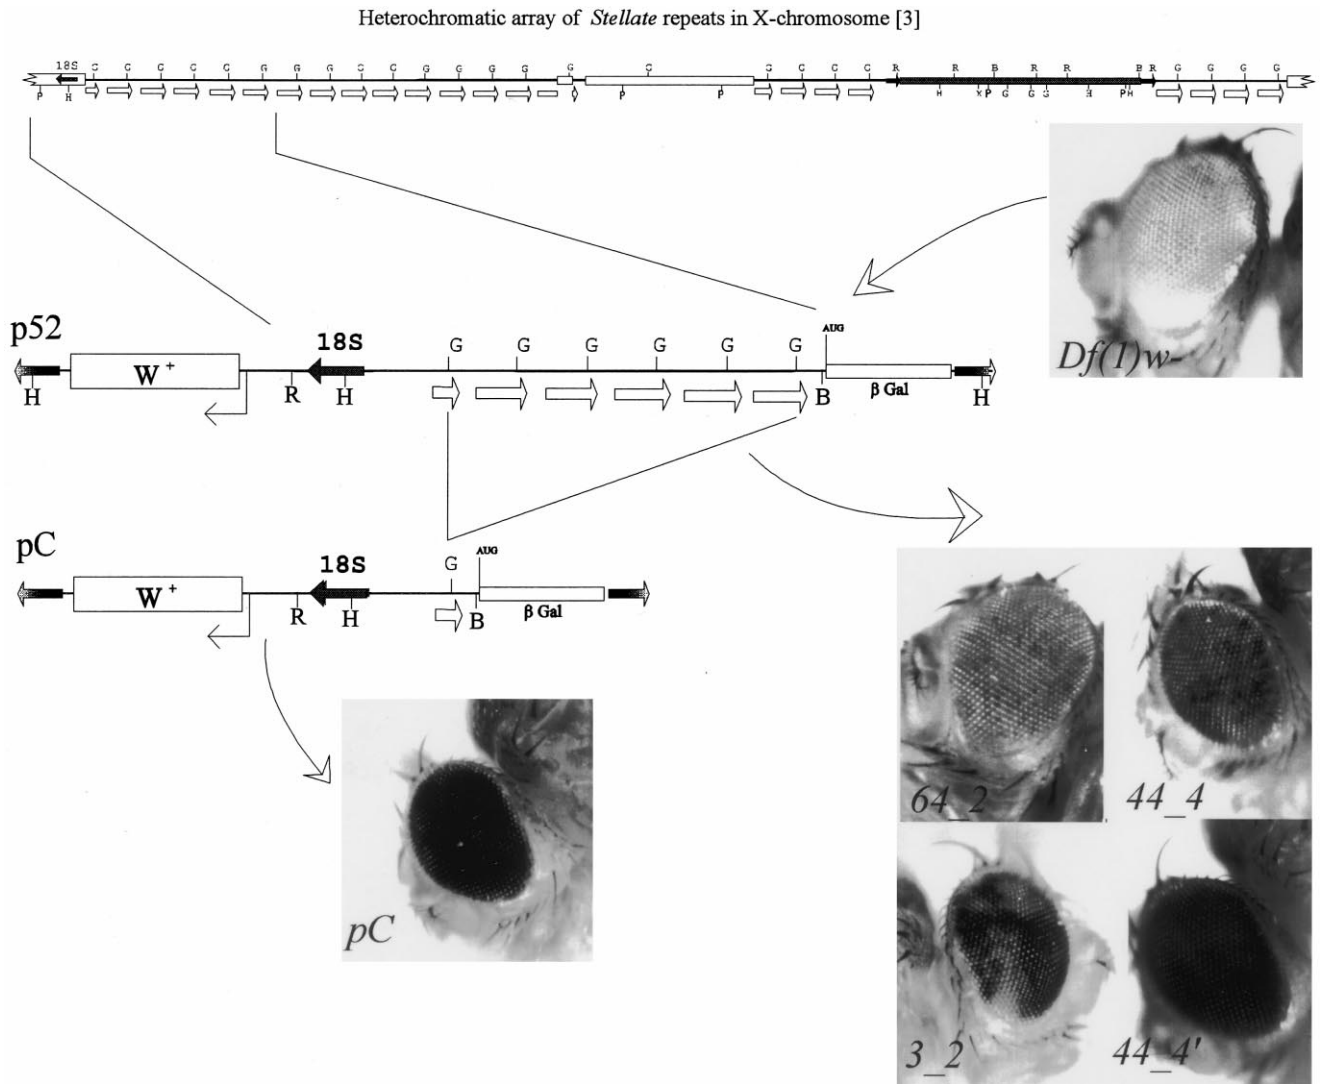 Heterochromatic array of Stellate repeats in X-chromosome [3]
18S G G G G G G G G G G G G G G G G G G G G R R B R R B R G G G G
P H P P H X P G G G H P H
Df(1)w-
p52
W+ 18S G G G G G G AUG
H R H B β Gal H
pC
W+ 18S G AUG
R H B β Gal
64_2 44_4
pC
3_2 44_4'